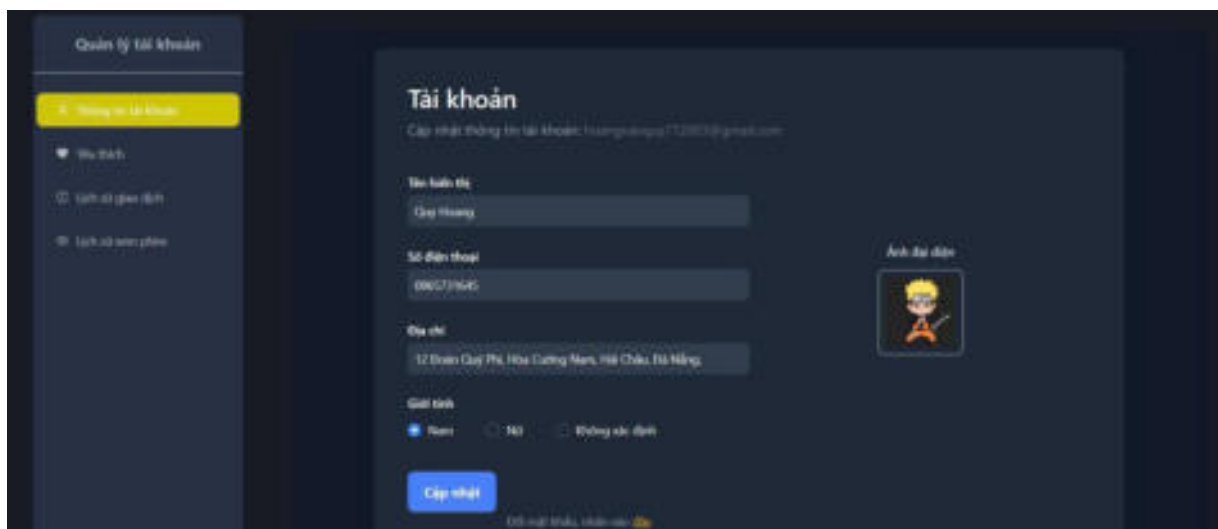 Quản lý tài khoản
Thông tin tài khoản
Yêu thích
Lịch sử giao dịch
Lịch sử xem phim
Tài khoản
Cập nhật thông tin tài khoản:
Tên hiển thị
Quy Hoang
Số điện thoại
Địa chỉ
12 Đoàn Quý Phi, Hòa Cường Nam, Hải Châu, Đà Nẵng,
Ảnh đại diện
Giới tính
Nam
Nữ
Không xác định
Cập nhật
Đổi mật khẩu, nhấn vào đây